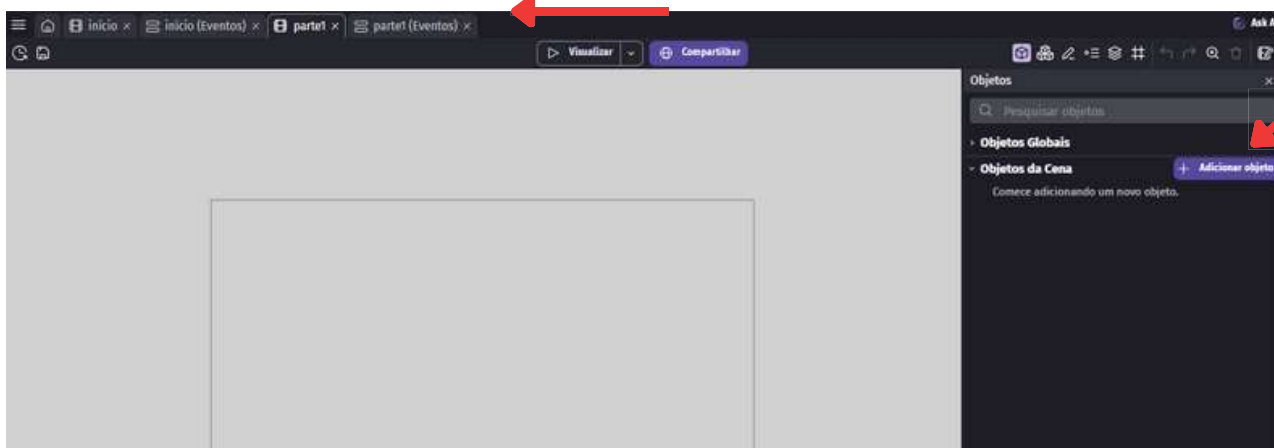 início × início (Eventos) × parte1 × parte1 (Eventos) × Ask A
Visualizar Compartilhar
Objetos ×
Pesquisar objetos
Objetos Globais
Objetos da Cena + Adicionar objeto
Comece adicionando um novo objeto.